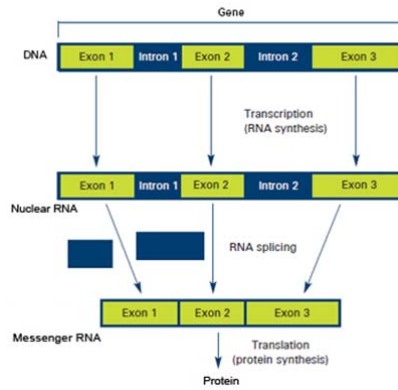 Gene
DNA
Exon 1 Intron 1 Exon 2 Intron 2 Exon 3
Transcription
(RNA synthesis)
Exon 1 Intron 1 Exon 2 Intron 2 Exon 3
Nuclear RNA
RNA splicing
Exon 1 Exon 2 Exon 3
Messenger RNA
Translation
(protein synthesis)
Protein